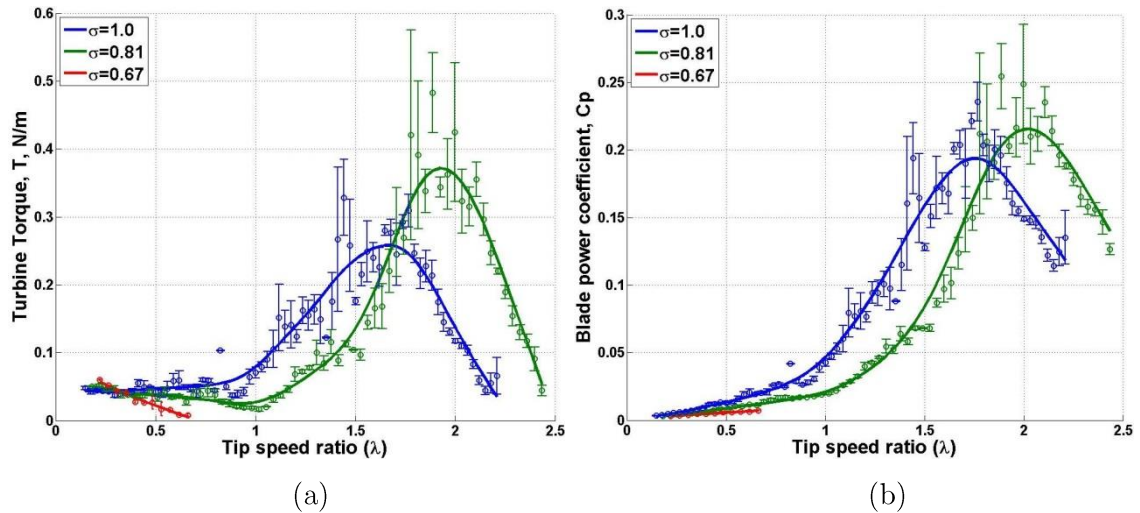 0.6
0.5
0.4
0.3
0.2
0.1
0
σ=1.0
σ=0.81
σ=0.67
Turbine Torque, T, N/m
0 0.5 1 1.5 2 2.5
Tip speed ratio (λ)
(a)
0.3
0.25
0.2
0.15
0.1
0.05
0
σ=1.0
σ=0.81
σ=0.67
Blade power coefficient, Cp
0 0.5 1 1.5 2 2.5
Tip speed ratio (λ)
(b)